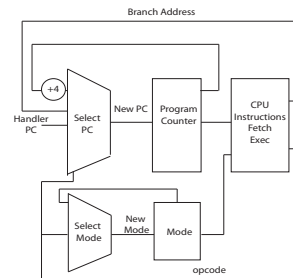 Branch Address
+4
Select
PC
Handler
PC
New PC
Program
Counter
CPU
Instructions
Fetch
Exec
Select
Mode
New
Mode
Mode
opcode